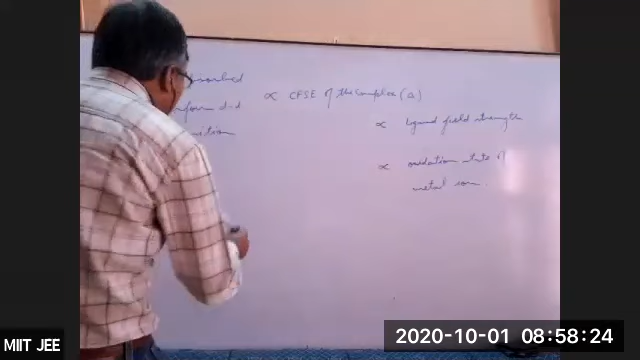 ∝ CFSE of the complex (Δ)
form d-d
∝ ligand field strength
∝ oxidation state of
metal ion.
MIIT JEE
2020-10-01 08:58:24